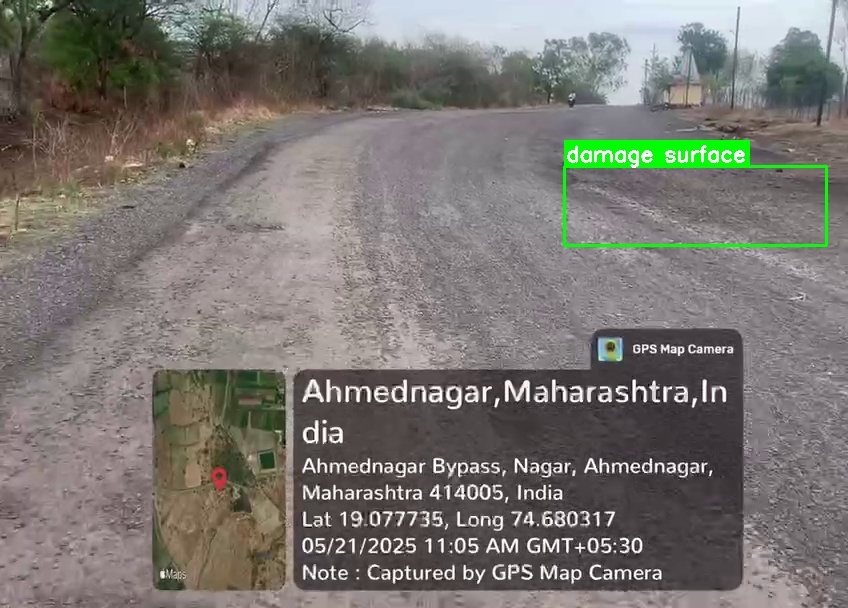 damage surface
GPS Map Camera
Ahmednagar,Maharashtra,In
dia
Ahmednagar Bypass, Nagar, Ahmednagar,
Maharashtra 414005, India
Lat 19.077735, Long 74.680317
05/21/2025 11:05 AM GMT+05:30
Note : Captured by GPS Map Camera
Maps